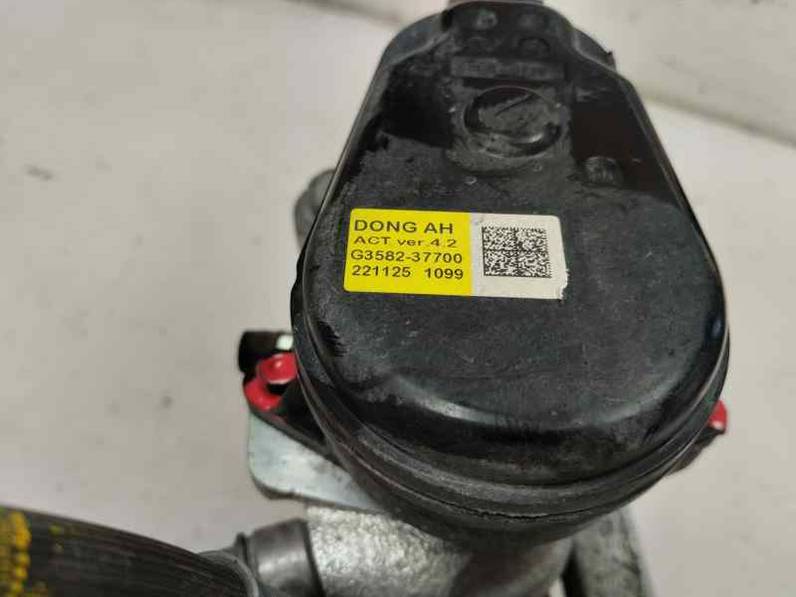 DONG AH
ACT ver.4.2
G3582-37700
221125 1099